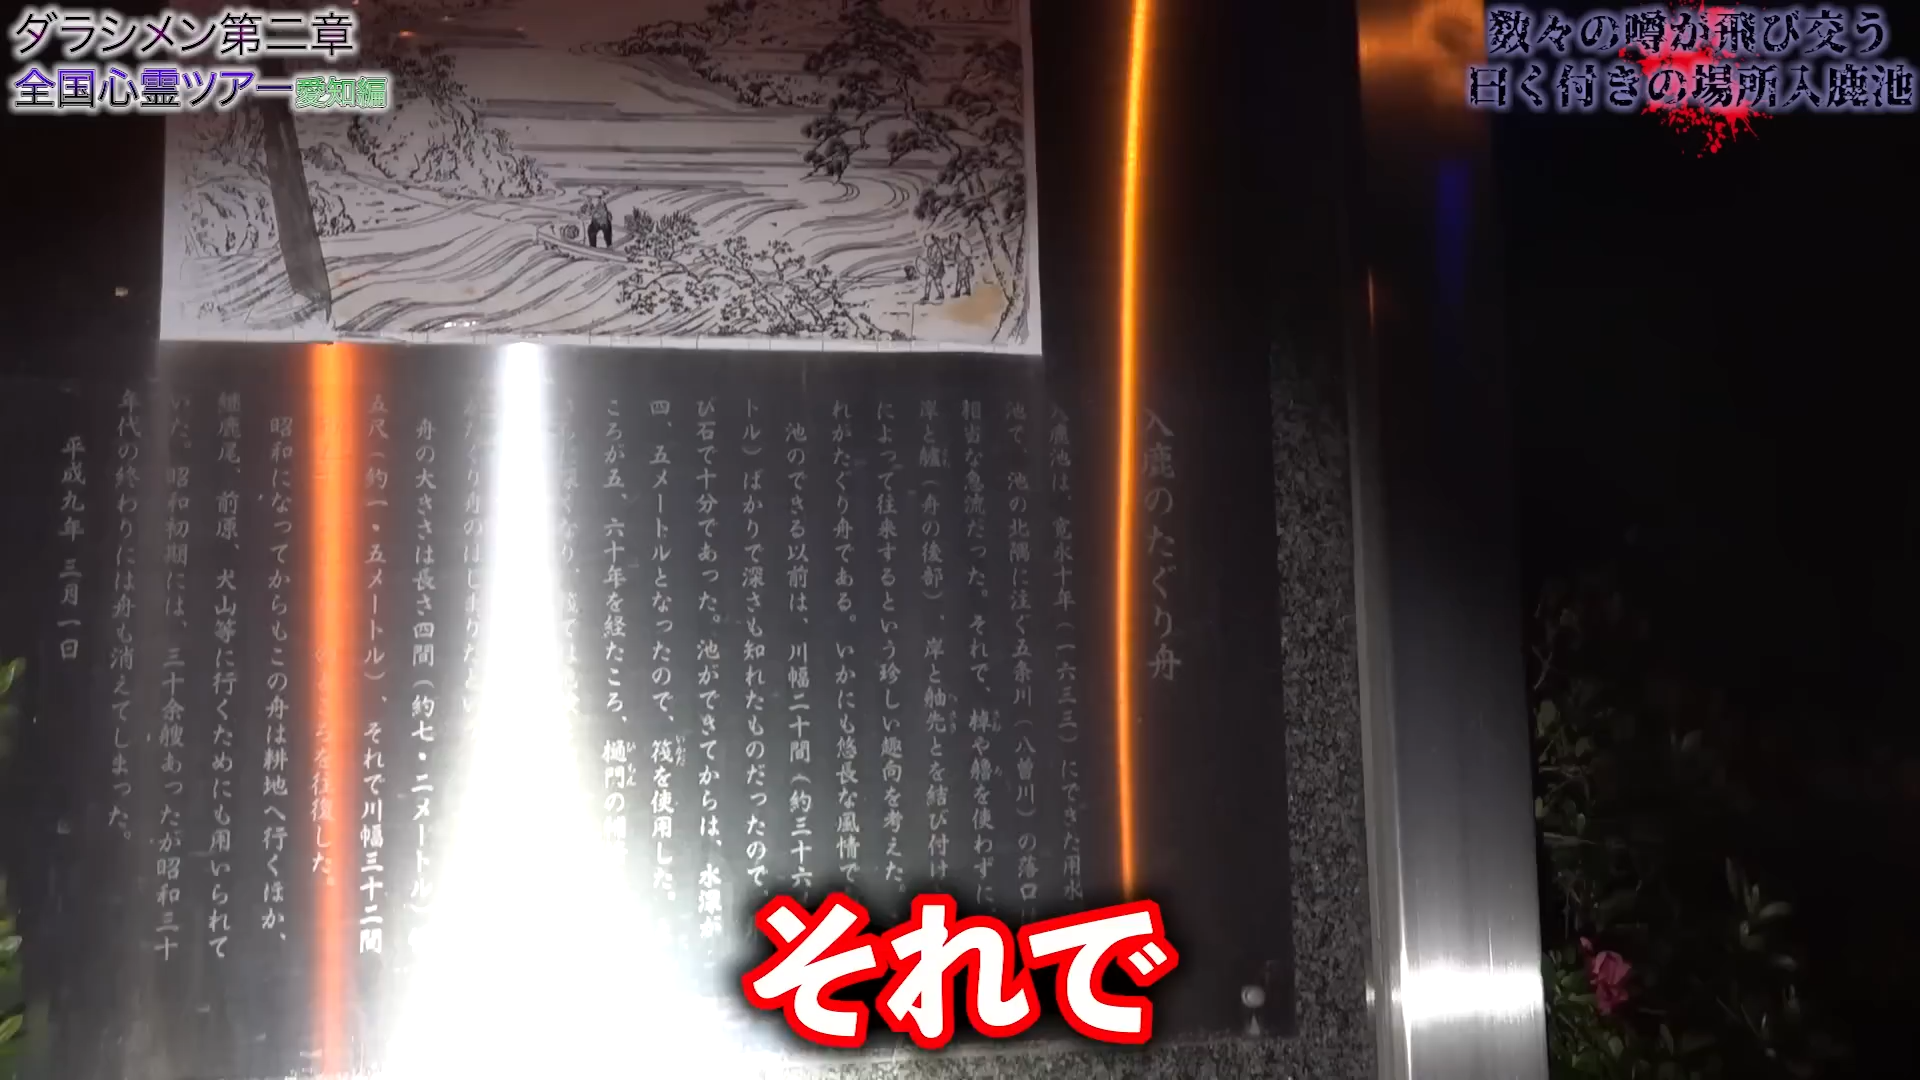 ダラシメン第二章
全国心霊ツアー愛知編
数々の噂が飛び交う
曰く付きの場所入鹿池
入鹿のたぐり舟
入鹿池は、寛永十年(一六三三)にできた用水
池で、池の北隅に注ぐ五条川(八曽川)の落口は
相当な急流だった。それで、棹や艪を使わずに、
岸と艫(舟の後部)、岸と舳先とを結び付け
によって往来するという珍しい趣向を考えた。
れがたぐり舟である。いかにも悠長な風情で
池のできる以前は、川幅二十間(約三十六
トル)ばかりで深さも知れたものだったので、
び石で十分であった。池ができてからは、水深が
四、五メートルとなったので、筏を使用した。
ころが五、六十年を経たころ、樋門の
舟の大きさは長さ四間(約七・二メートル)
五尺(約一・五メートル)、それで川幅三十二間
を往復した。
昭和になってからもこの舟は耕地へ行くほか、
鹿尾、前原、犬山等に行くためにも用いられて
いた。昭和初期には、三十余艘あったが昭和三十
年代の終わりには舟も消えてしまった。
平成九年 三月一日
それで